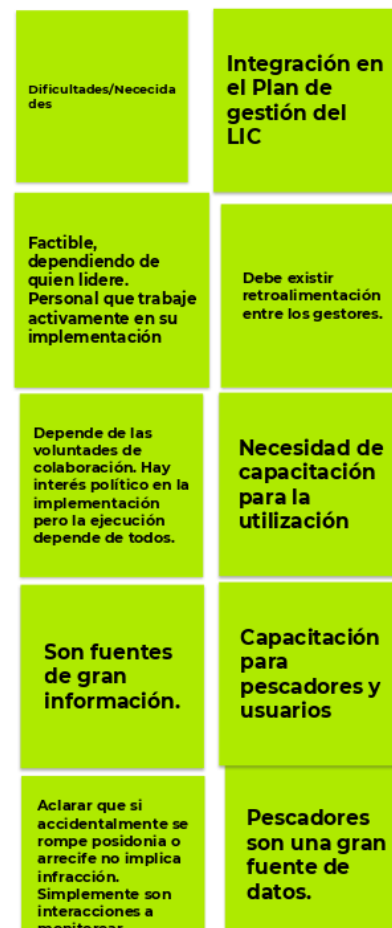 Dificultades/Nececida
des
Integración en
el Plan de
gestión del
LIC
Factible,
dependiendo de
quien lidere.
Personal que trabaje
activamente en su
implementación
Debe existir
retroalimentación
entre los gestores.
Depende de las
voluntades de
colaboración. Hay
interés político en la
implementación
pero la ejecución
depende de todos.
Necesidad de
capacitación
para la
utilización
Son fuentes
de gran
información.
Capacitación
para
pescadores y
usuarios
Aclarar que si
accidentalmente se
rompe posidonia o
arrecife no implica
infracción.
Simplemente son
interacciones a
monitorear
Pescadores
son una gran
fuente de
datos.